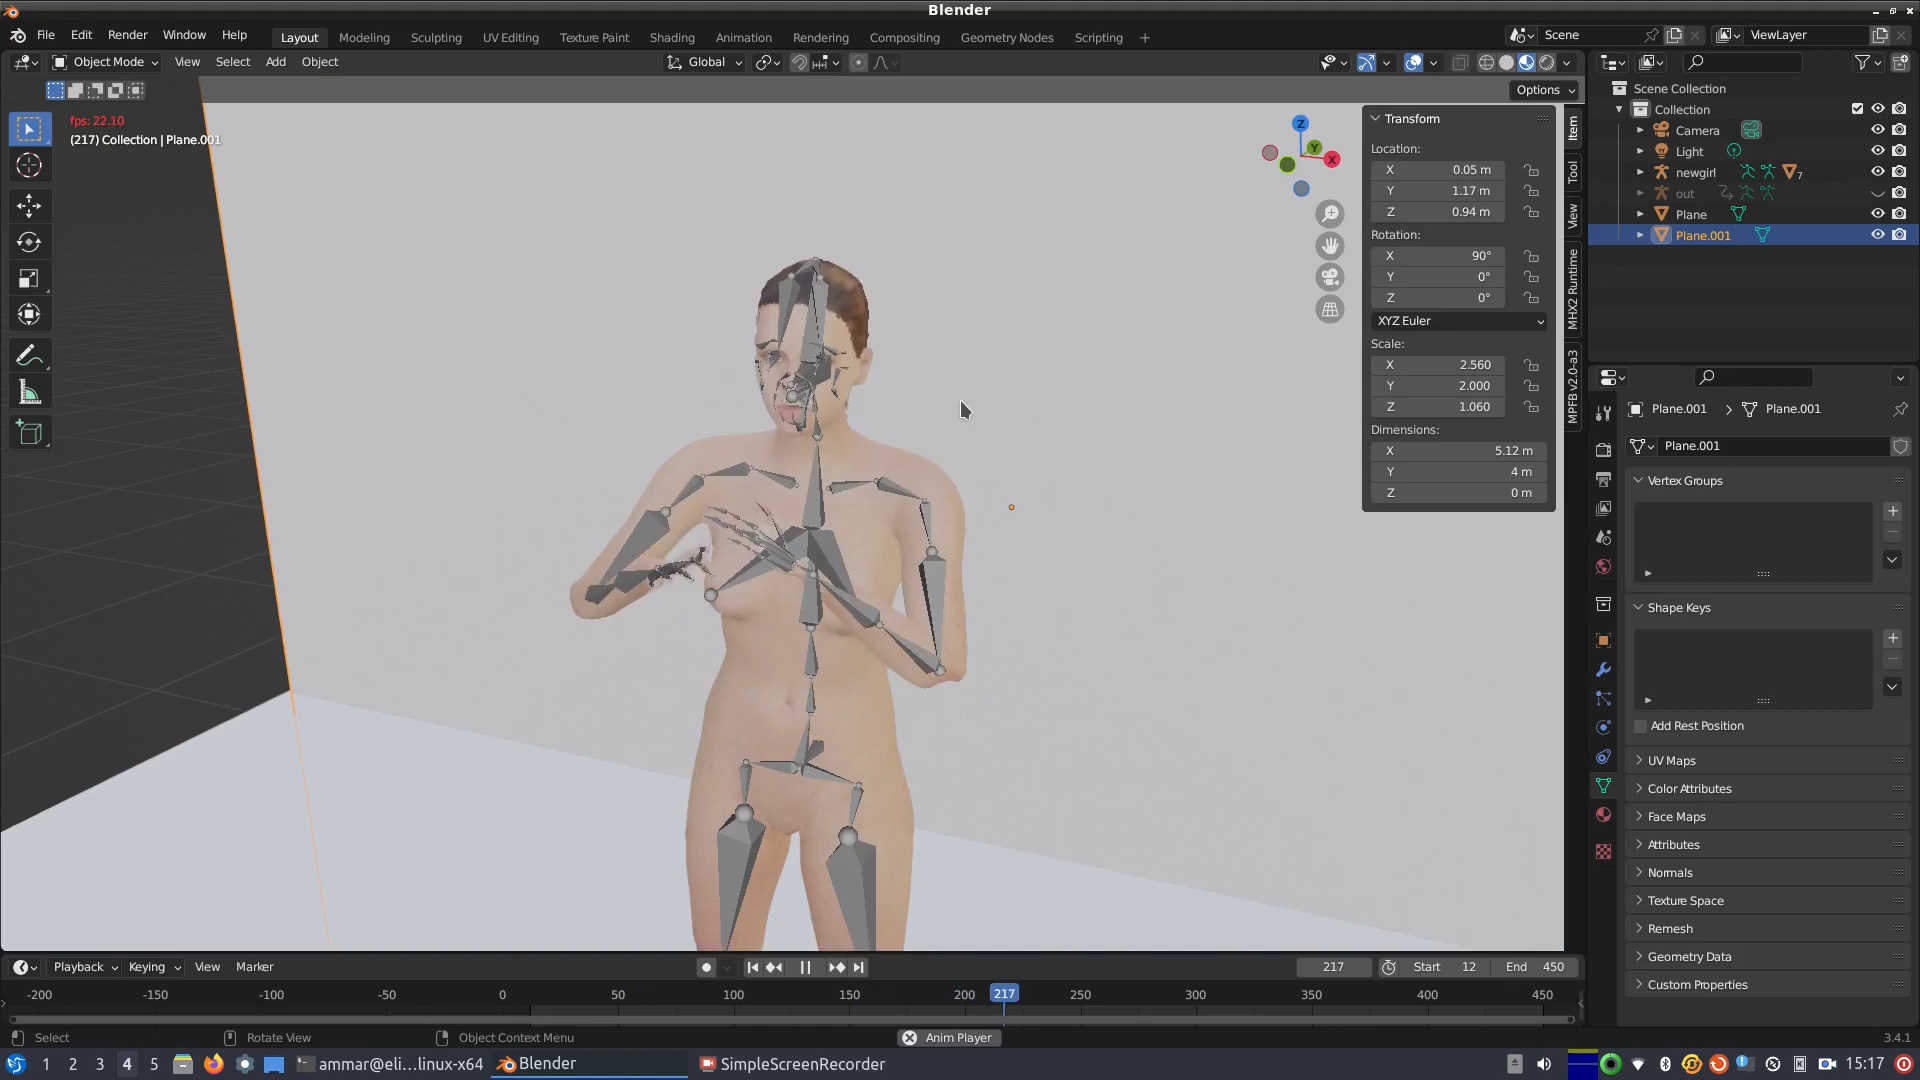 Blender
File Edit Render Window Help Layout Modeling Sculpting UV Editing Texture Paint Shading Animation Rendering Compositing Geometry Nodes Scripting + Scene ViewLayer
Object Mode View Select Add Object Global
Options
fps: 22.10
(217) Collection | Plane.001
Z
Y
X
Transform
Location:
X 0.05 m
Y 1.17 m
Z 0.94 m
Rotation:
X 90°
Y 0°
Z 0°
XYZ Euler
Scale:
X 2.560
Y 2.000
Z 1.060
Dimensions:
X 5.12 m
Y 4 m
Z 0 m
Item
Tool
View
MHX2 Runtime
MPFB v2.0-a3
Scene Collection
Collection
Camera
Light
newgirl 7
out
Plane
Plane.001
Plane.001 > Plane.001
Plane.001
Vertex Groups
Shape Keys
Add Rest Position
UV Maps
Color Attributes
Face Maps
Attributes
Normals
Texture Space
Remesh
Geometry Data
Custom Properties
Playback Keying View Marker 217 Start 12 End 450
-200 -150 -100 -50 0 50 100 150 200 217 250 300 350 400 450
Select Rotate View Object Context Menu Anim Player 3.4.1
1 2 3 4 5 ammar@eli...linux-x64 Blender SimpleScreenRecorder 15:17